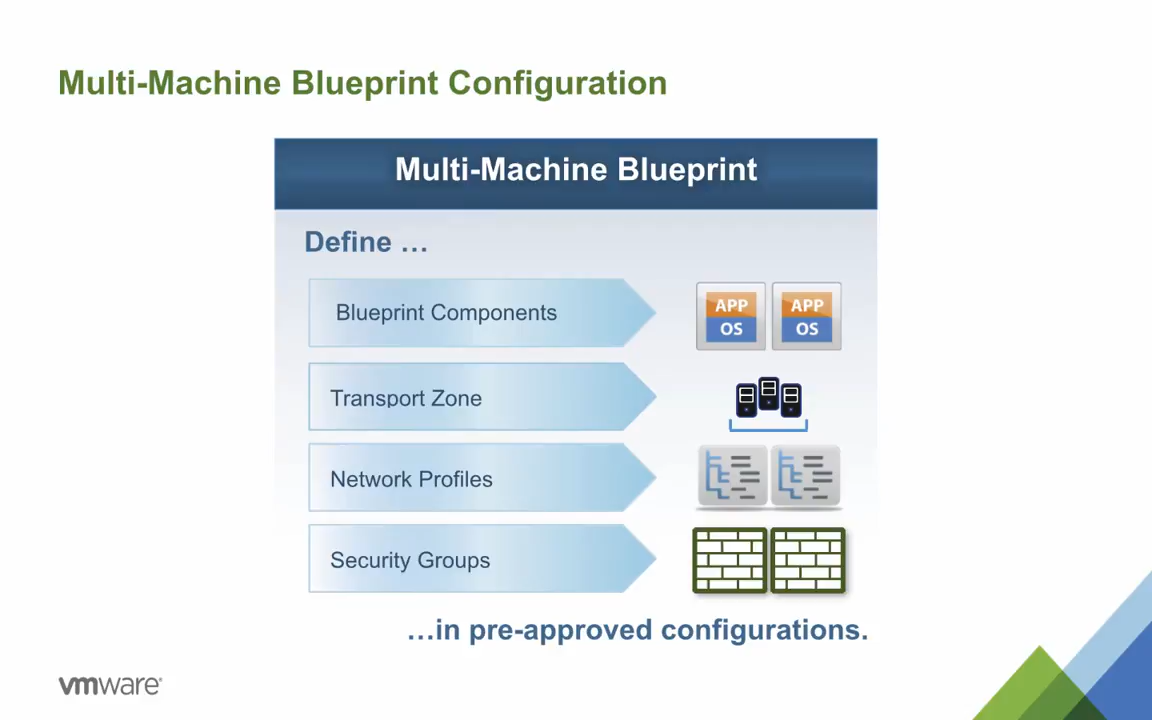 Multi-Machine Blueprint Configuration
Multi-Machine Blueprint
Define …
Blueprint Components
APP
OS
APP
OS
Transport Zone
Network Profiles
Security Groups
…in pre-approved configurations.
vmware®